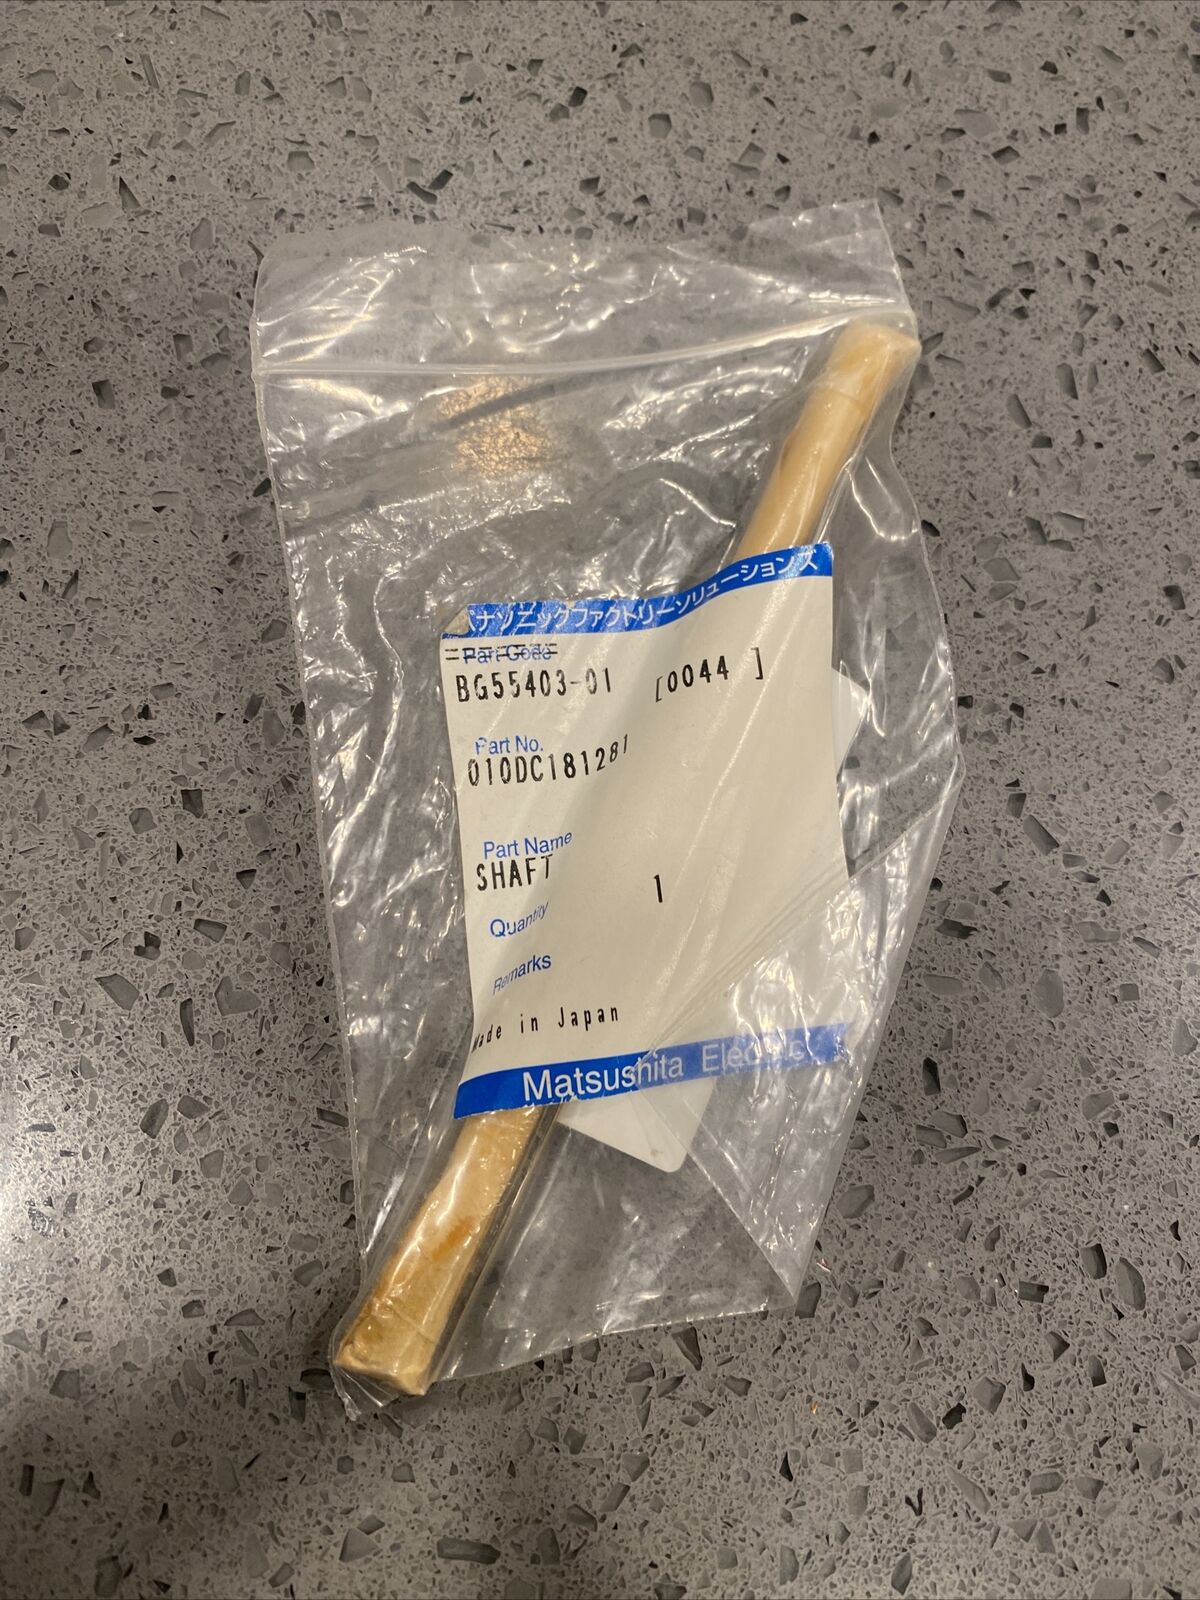 パナソニックファクトリーソリューションズ
Part Code
BG55403-01 [0044 ]
Part No.
010DC181281
Part Name
SHAFT
Quantity 1
Remarks
Made in Japan
Matsushita Electric